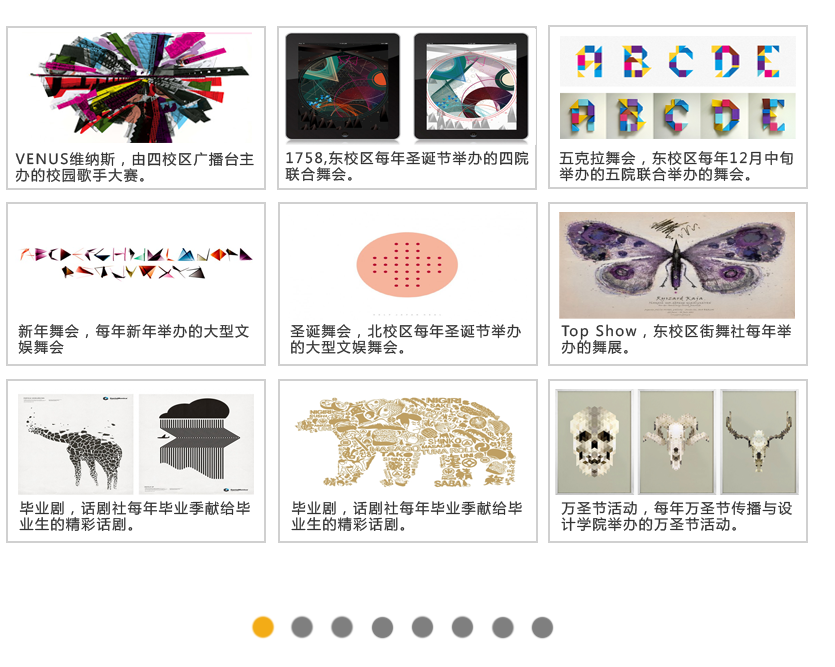 ABCDE
ABCDE
VENUS维纳斯，由四校区广播台主
办的校园歌手大赛。
1758,东校区每年圣诞节举办的四院
联合舞会。
五克拉舞会，东校区每年12月中旬
举办的五院联合举办的舞会。
Ryszard Kaja
新年舞会，每年新年举办的大型文
娱舞会
圣诞舞会，北校区每年圣诞节举办
的大型文娱舞会。
Top Show，东校区街舞社每年举
办的舞展。
NIGIRI
NIGIRI
SABA
毕业剧，话剧社每年毕业季献给毕
业生的精彩话剧。
毕业剧，话剧社每年毕业季献给毕
业生的精彩话剧。
万圣节活动，每年万圣节传播与设
计学院举办的万圣节活动。